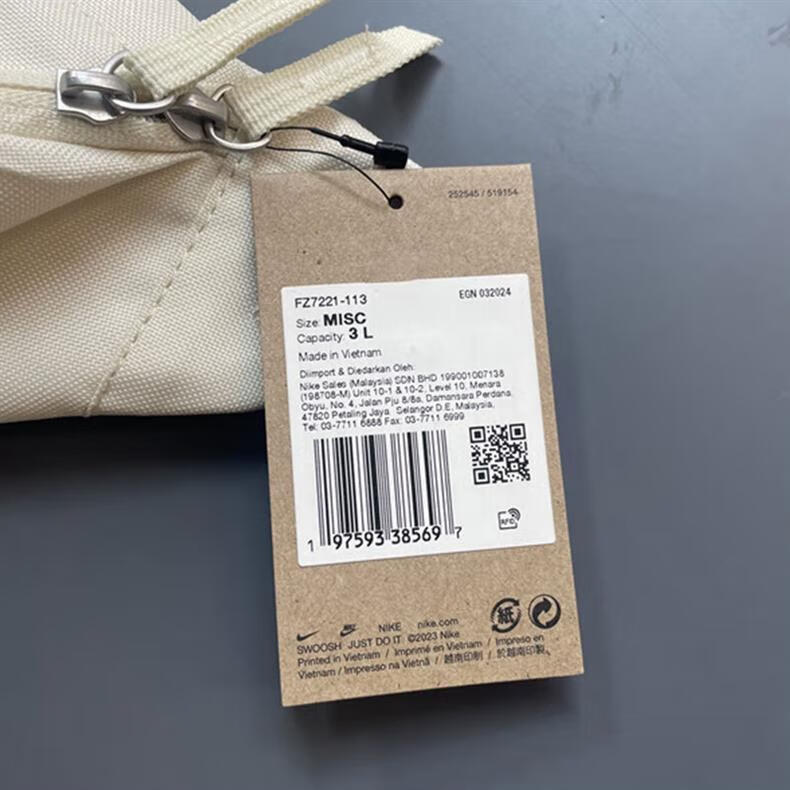 252545 / 519154
FZ7221-113 EGN 032024
Size: MISC
Capacity: 3 L
Made in Vietnam
Diimport & Diedarkan Oleh:
Nike Sales (Malaysia) SDN BHD 199001007138
(198708-M) Unit 10-1 & 10-2, Level 10, Menara
Obyu, No. 4, Jalan Pju 8/8a, Damansara Perdana,
47820 Petaling Jaya, Selangor D.E, Malaysia,
Tel: 03-7711 6888 Fax: 03-7711 6999
RFID
1 97593 38569 7
紙
NIKE NIKE nike.com
SWOOSH JUST DO IT ©2023 Nike
Printed in Vietnam / Imprimé en Vietnam / Impreso en
Vietnam / Impresso na Vietnã / 越南印制 / 於越南印製。